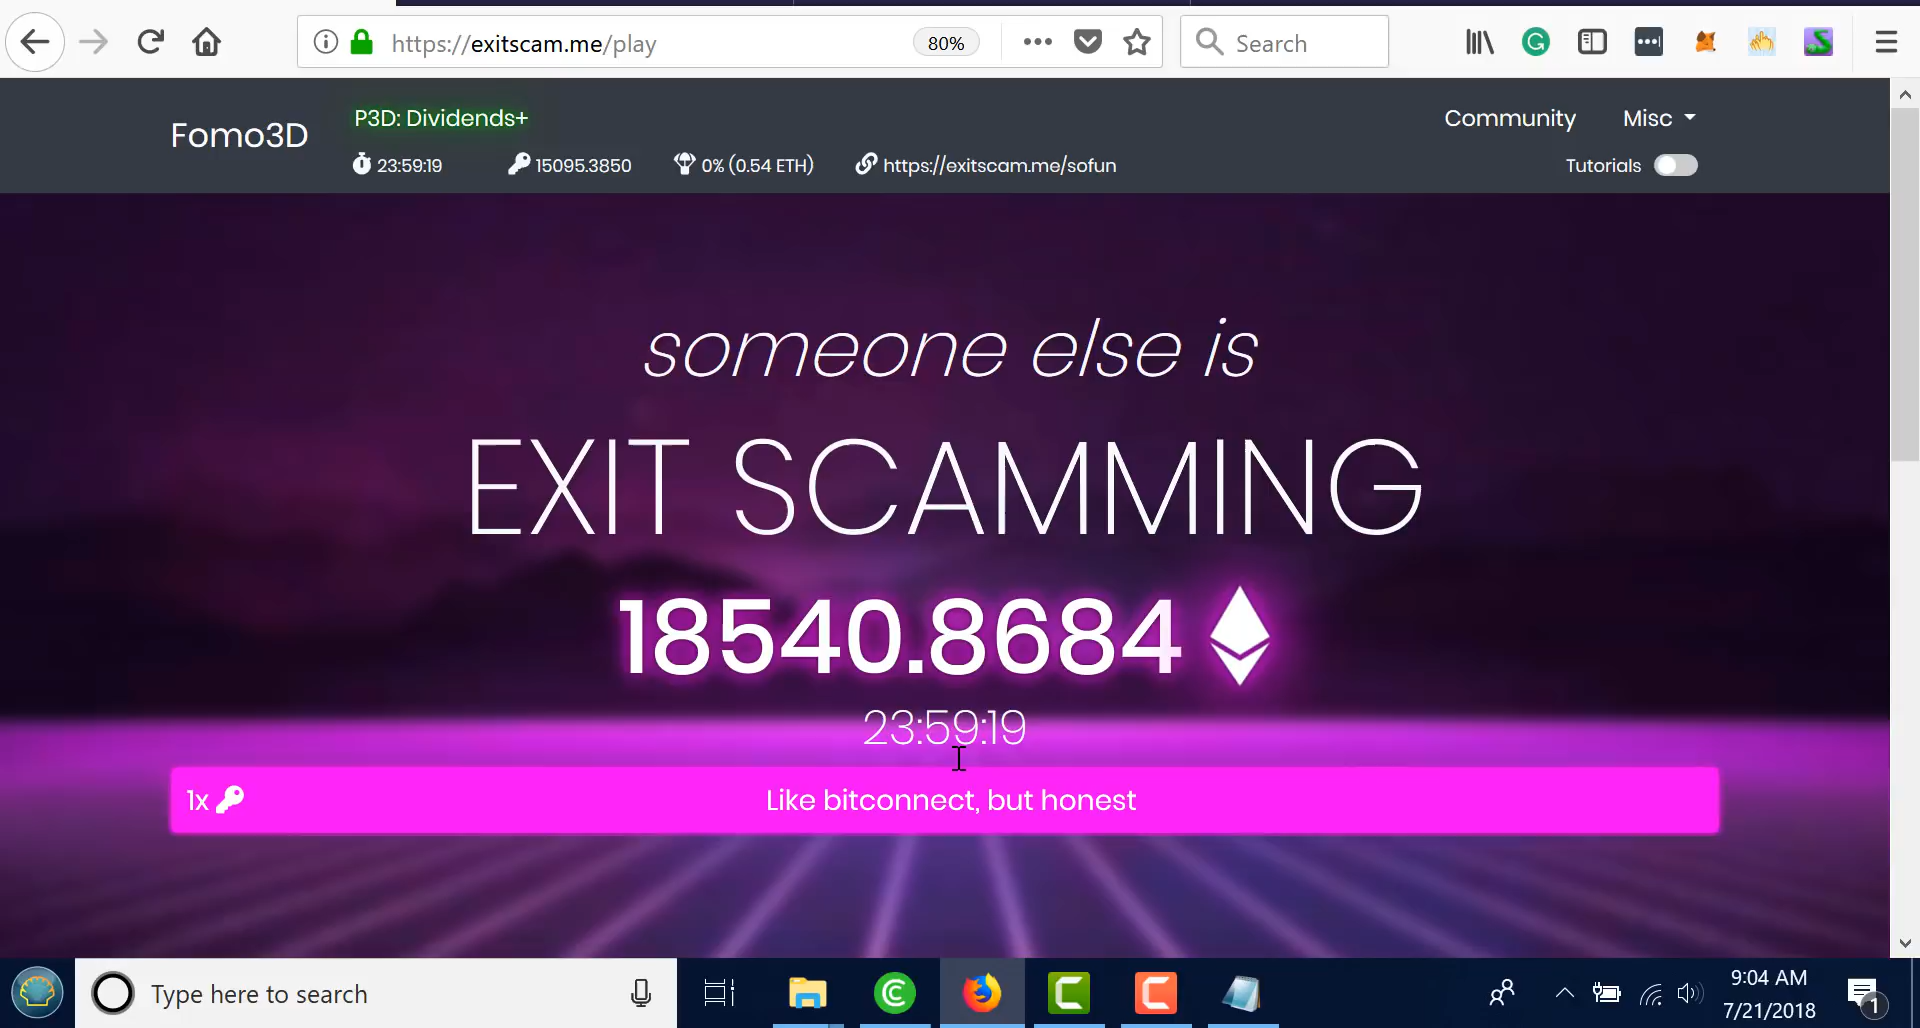 https://exitscam.me/play
80%
Search
Fomo3D
P3D: Dividends+
Community
Misc
23:59:19
15095.3850
0% (0.54 ETH)
https://exitscam.me/sofun
Tutorials
someone else is
EXIT SCAMMING
18540.8684
23:59:19
1x
Like bitconnect, but honest
Type here to search
9:04 AM
7/21/2018
1